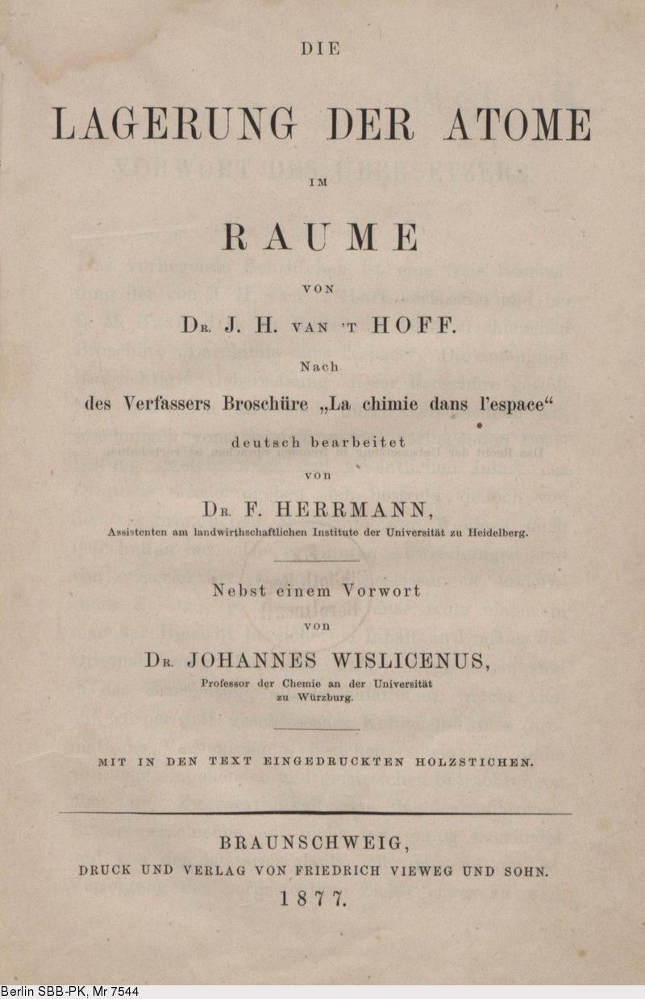 DIE
LAGERUNG DER ATOME
IM
RAUME
VON
DR. J. H. VAN 'T HOFF.
Nach
des Verfassers Broschüre „La chimie dans l'espace“
deutsch bearbeitet
von
DR. F. HERRMANN,
Assistenten am landwirthschaftlichen Institute der Universität zu Heidelberg.
Nebst einem Vorwort
von
DR. JOHANNES WISLICENUS,
Professor der Chemie an der Universität
zu Würzburg.
MIT IN DEN TEXT EINGEDRUCKTEN HOLZSTICHEN.
BRAUNSCHWEIG,
DRUCK UND VERLAG VON FRIEDRICH VIEWEG UND SOHN.
1877.
Berlin SBB-PK, Mr 7544